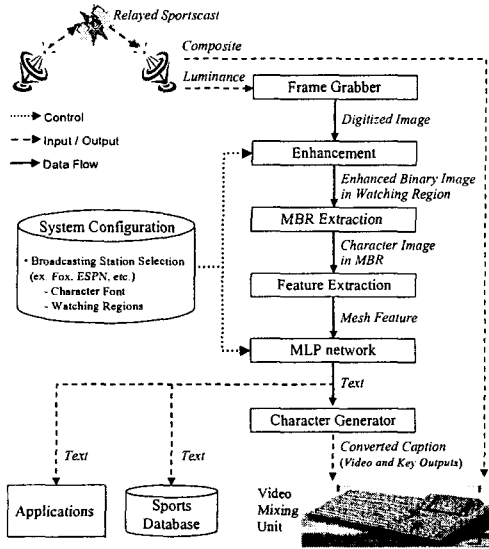 Relayed Sportscast
Composite
Luminance
Frame Grabber
Control
Input / Output
Data Flow
Digitized Image
Enhancement
Enhanced Binary Image
in Watching Region
System Configuration
• Broadcasting Station Selection
(ex. Fox, ESPN, etc.)
- Character Font
- Watching Regions
MBR Extraction
Character Image
in MBR
Feature Extraction
Mesh Feature
MLP network
Text
Character Generator
Text
Text
Converted Caption
(Video and Key Outputs)
Applications
Sports
Database
Video
Mixing
Unit